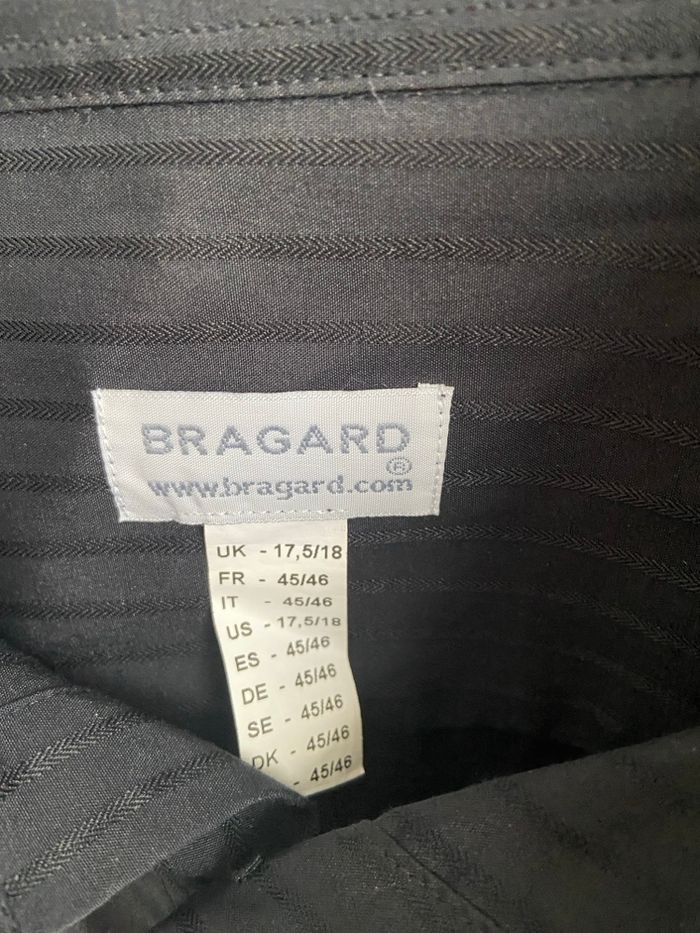 BRAGARD
®
www.bragard.com
UK - 17,5/18
FR - 45/46
IT - 45/46
US - 17,5/18
ES - 45/46
DE - 45/46
SE - 45/46
DK - 45/46
- 45/46